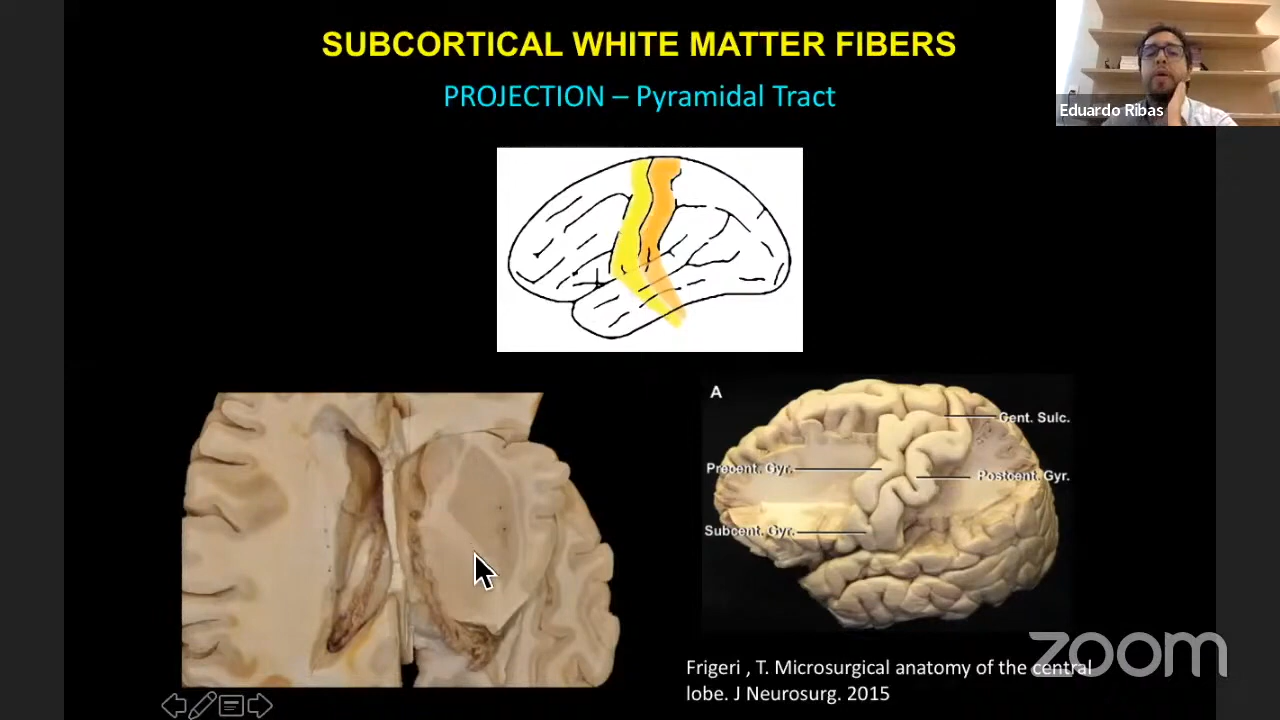 SUBCORTICAL WHITE MATTER FIBERS
PROJECTION – Pyramidal Tract
Eduardo Ribas
A
Cent. Sulc.
Precent. Gyr.
Postcent. Gyr.
Subcent. Gyr.
zoom
Frigeri , T. Microsurgical anatomy of the central
lobe. J Neurosurg. 2015